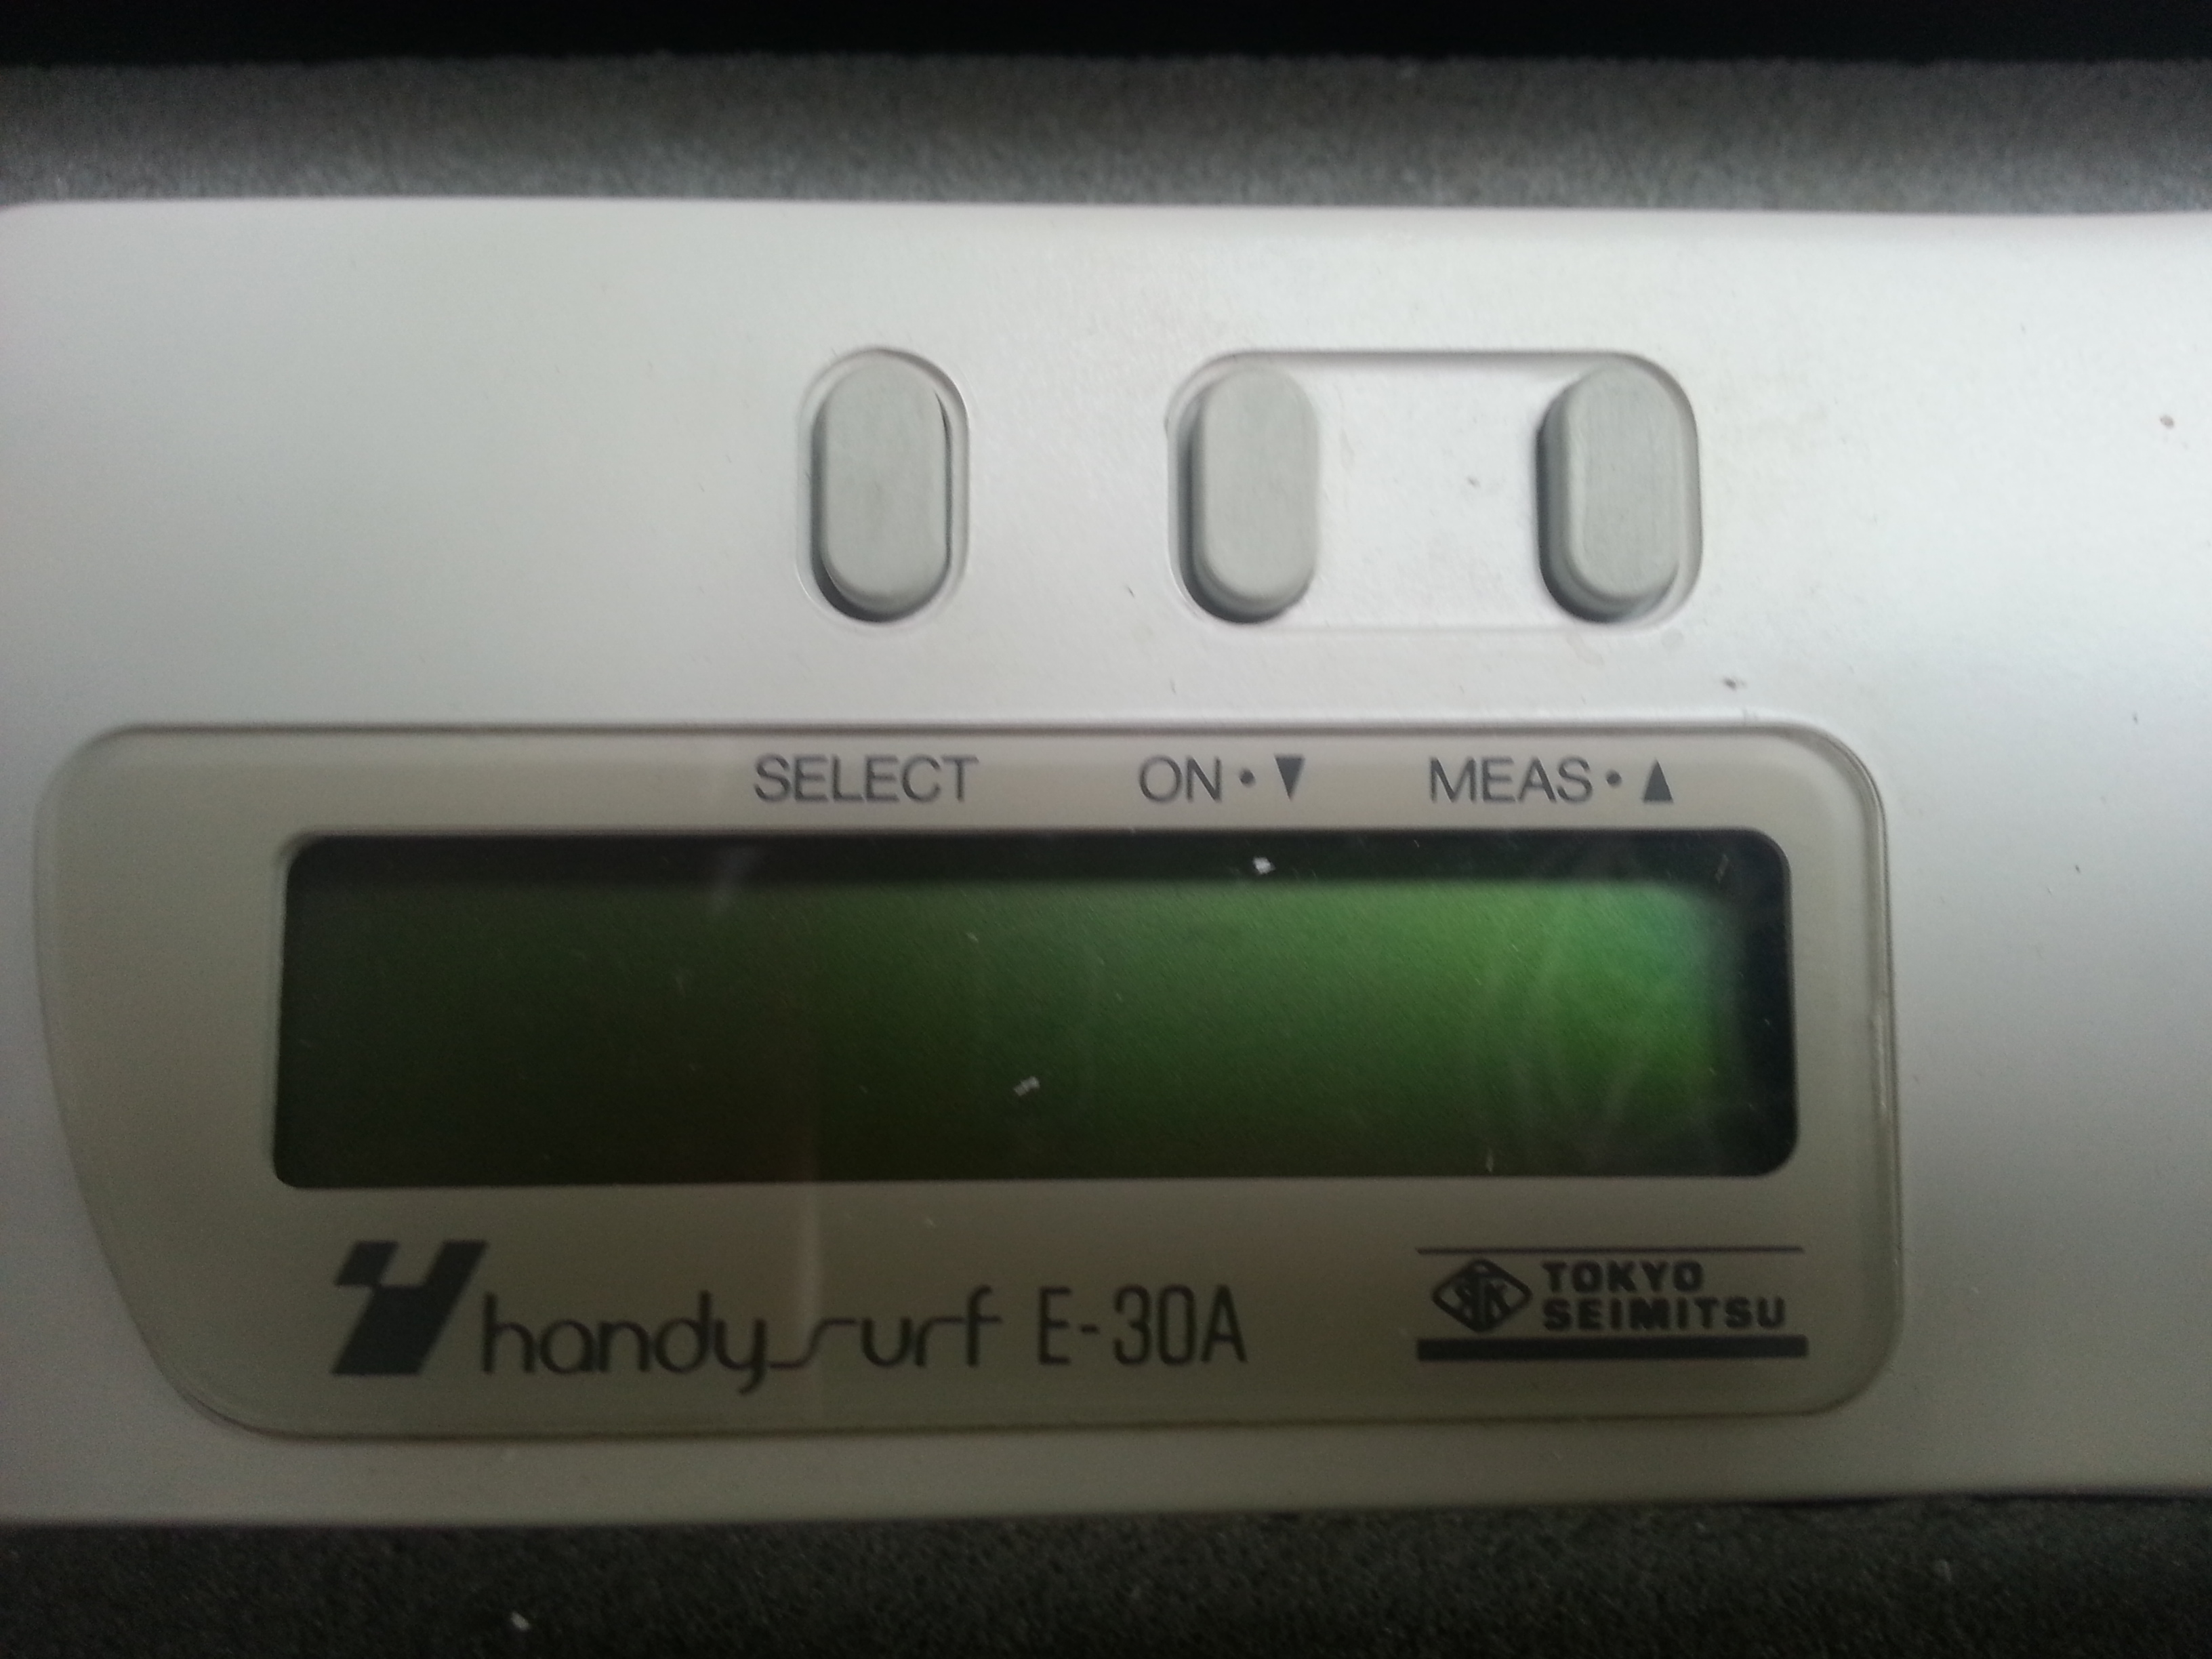 SELECT ON•▼ MEAS•▲
handysurf E-30A
TOKYO
SEIMITSU